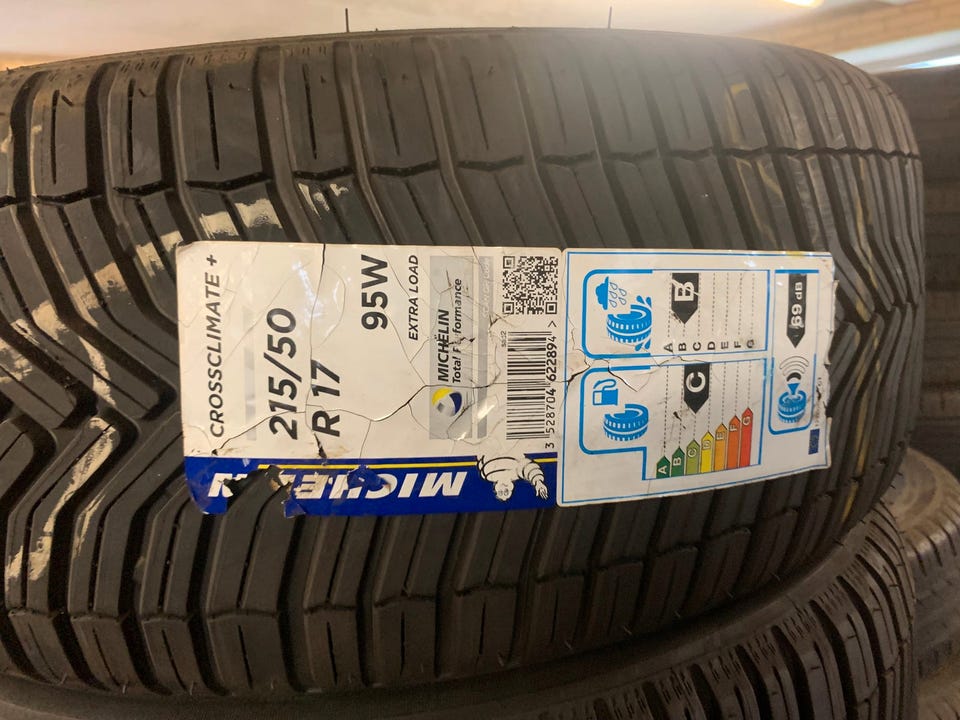 CROSSCLIMATE +
215/50
R 17
95W
EXTRA LOAD
MICHELIN
Total Performance
3 528704 622894 >
MICHELIN
B
A
B
C
D
E
F
G
C
A
B
C
D
E
F
G
69 dB